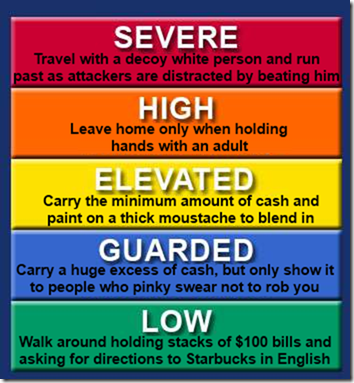 SEVERE
Travel with a decoy white person and run
past as attackers are distracted by beating him
HIGH
Leave home only when holding
hands with an adult
ELEVATED
Carry the minimum amount of cash and
paint on a thick moustache to blend in
GUARDED
Carry a huge excess of cash, but only show it
to people who pinky swear not to rob you
LOW
Walk around holding stacks of $100 bills and
asking for directions to Starbucks in English